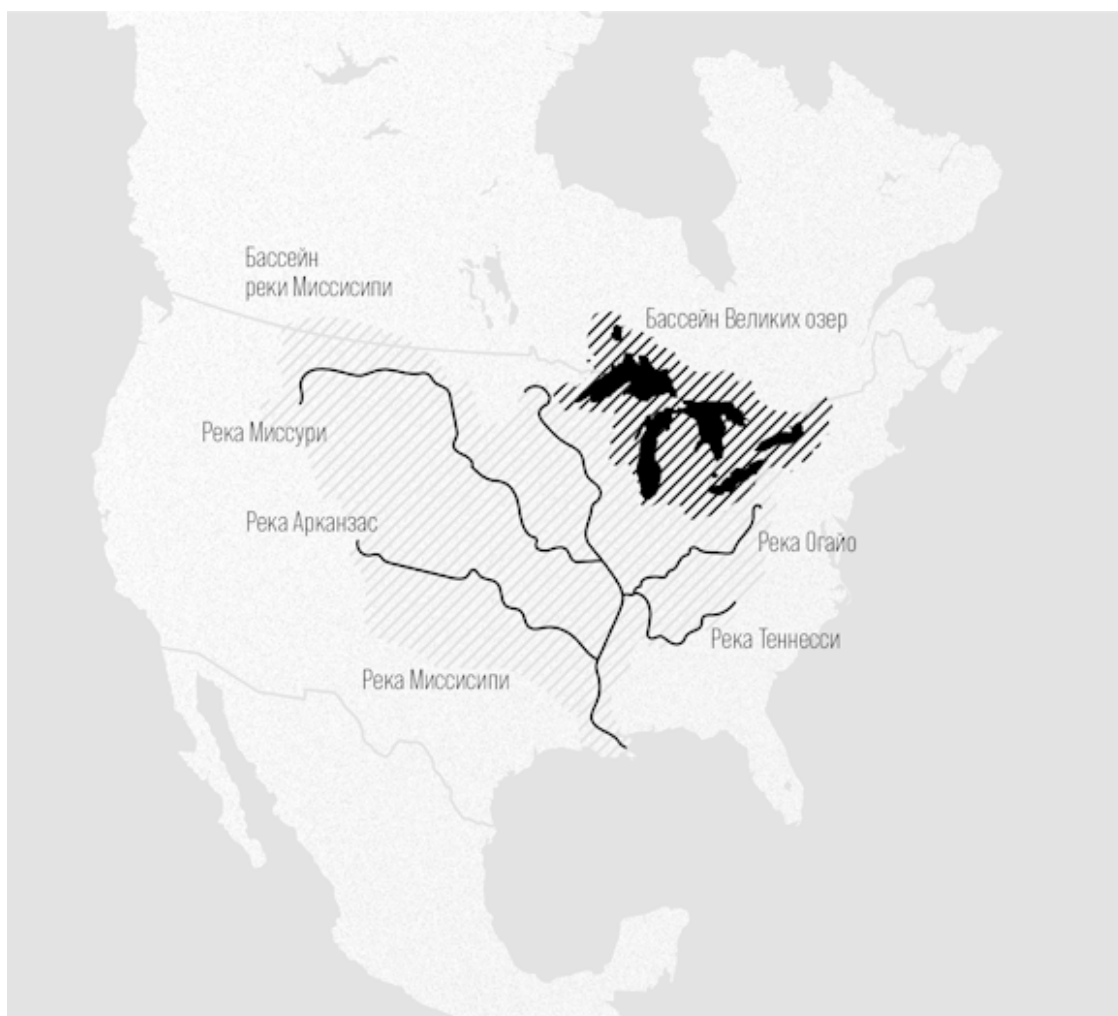 Бассейн
реки Миссисипи
Бассейн Великих озер
Река Миссури
Река Арканзас
Река Огайо
Река Теннесси
Река Миссисипи